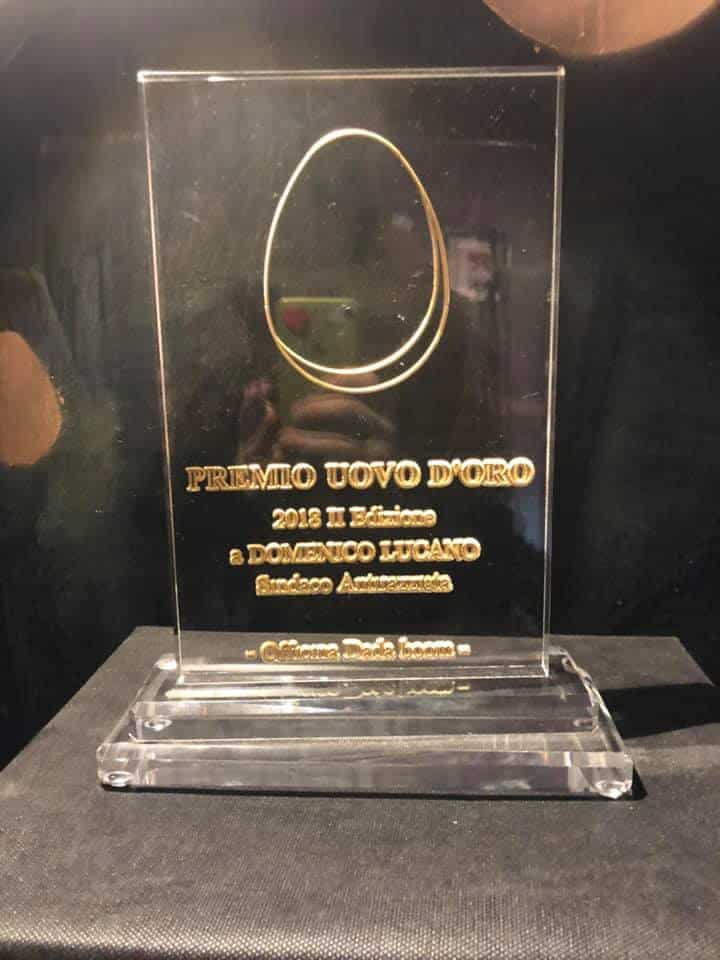 PREMIO UOVO D'ORO
2018 II Edizione
a DOMENICO LUCANO
Sindaco Antirazzista
- Officina Dada boom -